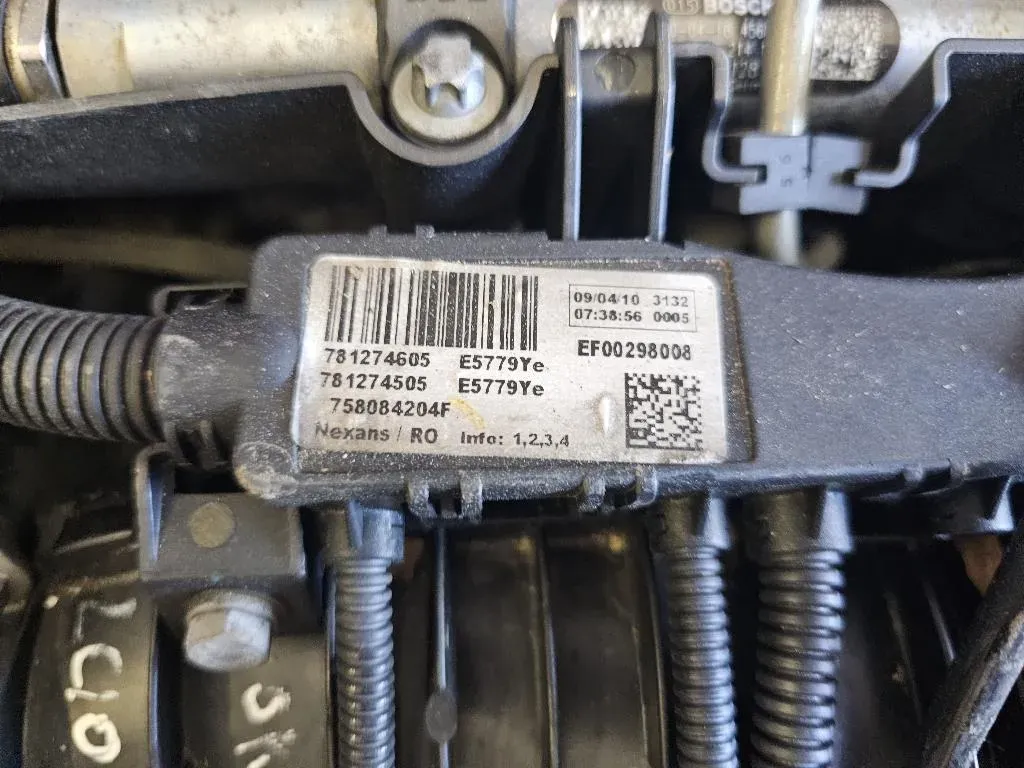 BOSCH
56
09/04/10 3132
07:38:56 0005
781274605 E5779Ye
EF00298008
781274505 E5779Ye
758084204F
Nexans / RO Info: 1,2,3,4